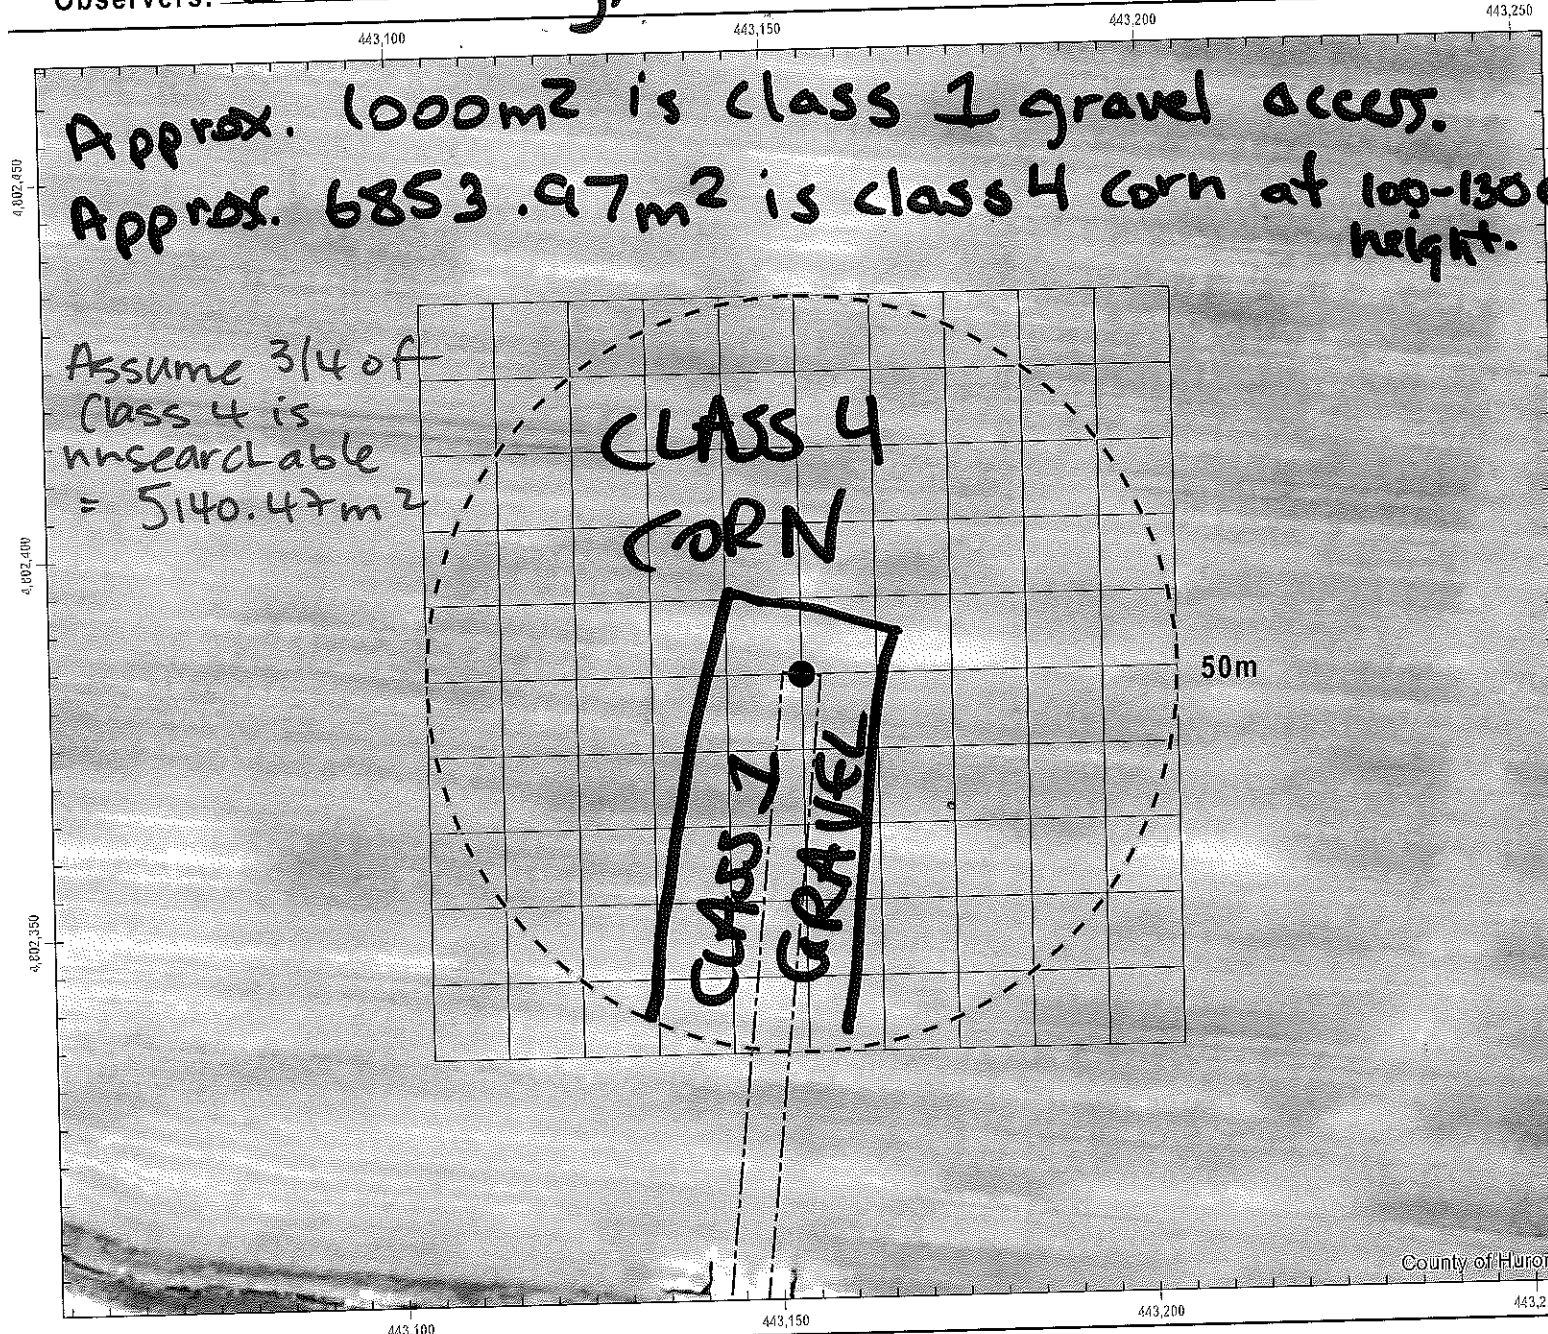 Observers:
443,100 443,150 443,200 443,250
Approx. 1000m2 is class 1 gravel access.
Approx. 6853.97m2 is class 4 corn at 100-130
height.
4,802,450
Assume 3/4 of
Class 4 is
unsearchable
= 5140.47m2
CLASS 4
CORN
4,802,400
50m
CLASS 1
GRAVEL
4,802,350
County of Huron
443,100 443,150 443,200 443,2